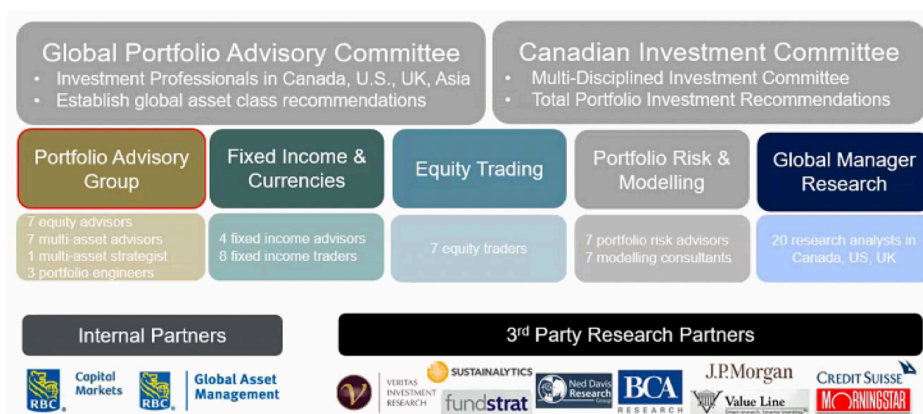 Global Portfolio Advisory Committee
• Investment Professionals in Canada, U.S., UK, Asia
• Establish global asset class recommendations
Canadian Investment Committee
• Multi-Disciplined Investment Committee
• Total Portfolio Investment Recommendations
Portfolio Advisory
Group
Fixed Income &
Currencies
Equity Trading
Portfolio Risk &
Modelling
Global Manager
Research
7 equity advisors
7 multi-asset advisors
1 multi-asset strategist
3 portfolio engineers
4 fixed income advisors
8 fixed income traders
7 equity traders
7 portfolio risk advisors
7 modelling consultants
20 research analysts in
Canada, US, UK
Internal Partners
3rd Party Research Partners
RBC
Capital
Markets
RBC
Global Asset
Management
VERITAS
INVESTMENT
RESEARCH
SUSTAINALYTICS
fundstrat
Ned Davis
Research
Group
BCA
RESEARCH
J.P.Morgan
Value Line
CREDIT SUISSE
MORNINGSTAR